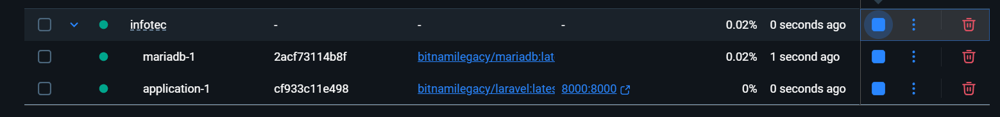 infotec - - - 0.02% 0 seconds ago
mariadb-1 2acf73114b8f bitnamilegacy/mariadb:lat 0.02% 1 second ago
application-1 cf933c11e498 bitnamilegacy/laravel:lates 8000:8000 0% 0 seconds ago